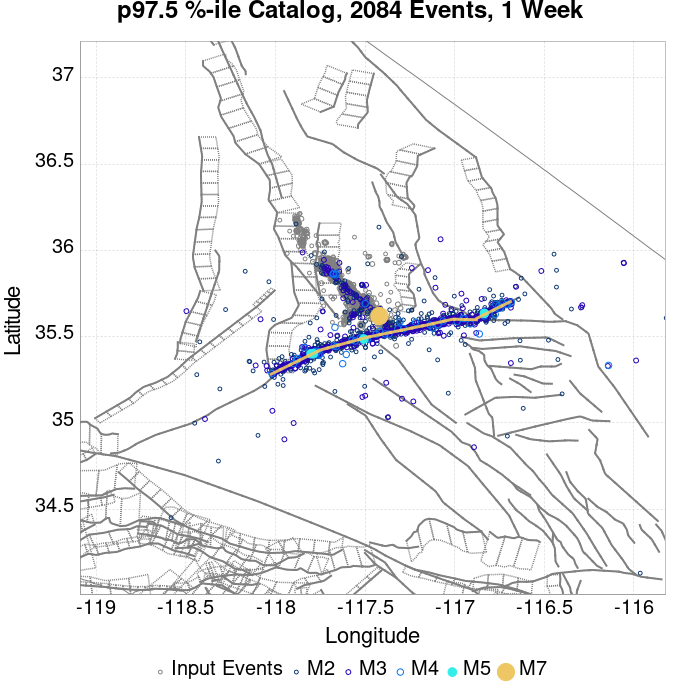 p97.5 %-ile Catalog, 2084 Events, 1 Week
37
36.5
36
35.5
35
34.5
Latitude
-119 -118.5 -118 -117.5 -117 -116.5 -116
Longitude
Input Events M2 M3 M4 M5 M7